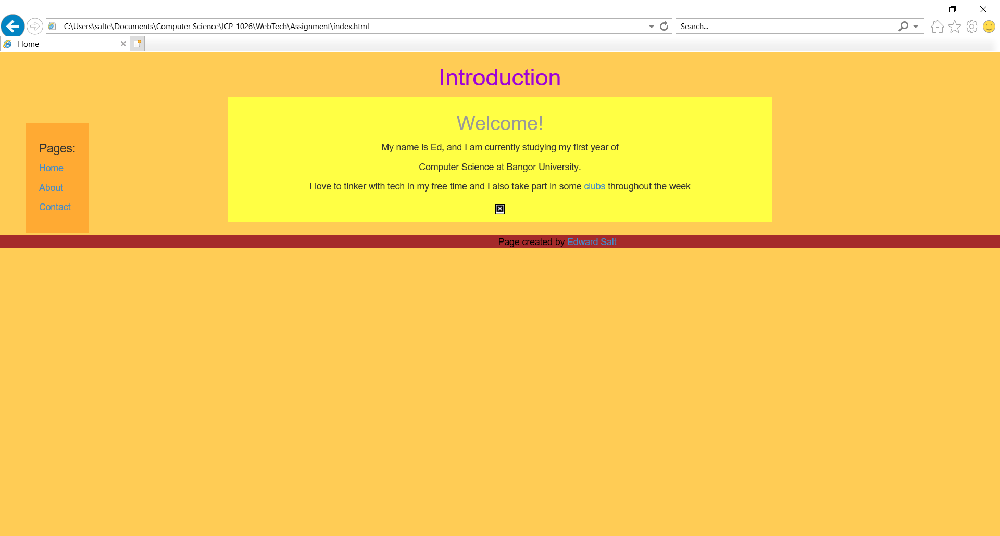 C:\Users\salte\Documents\Computer Science\ICP-1026\WebTech\Assignment\index.html
Search...
Home
Introduction
Welcome!
My name is Ed, and I am currently studying my first year of
Computer Science at Bangor University.
I love to tinker with tech in my free time and I also take part in some clubs throughout the week
Pages:
Home
About
Contact
Page created by Edward Salt